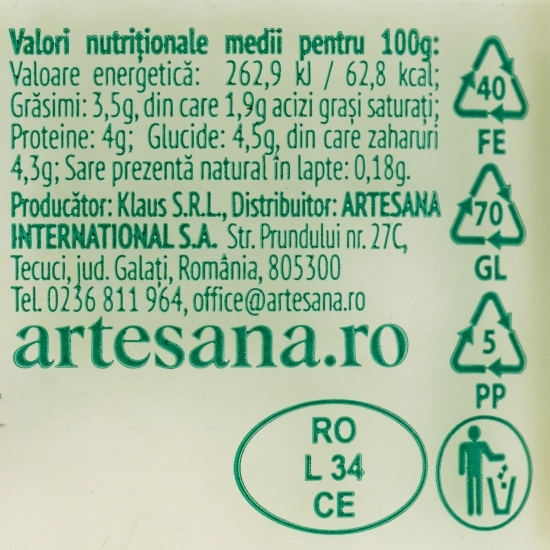 Valori nutriționale medii pentru 100g:
Valoare energetică: 262,9 kJ / 62,8 kcal;
Grăsimi: 3,5g, din care 1,9g acizi grași saturați;
Proteine: 4g; Glucide: 4,5g, din care zaharuri
4,3g; Sare prezentă natural în lapte: 0,18g.
Producător: Klaus S.R.L., Distribuitor: ARTESANA
INTERNATIONAL S.A. Str. Prundului nr. 27C,
Tecuci, jud. Galați, România, 805300
Tel. 0236 811 964, office@artesana.ro
artesana.ro
RO
L 34
CE
40
FE
70
GL
5
PP